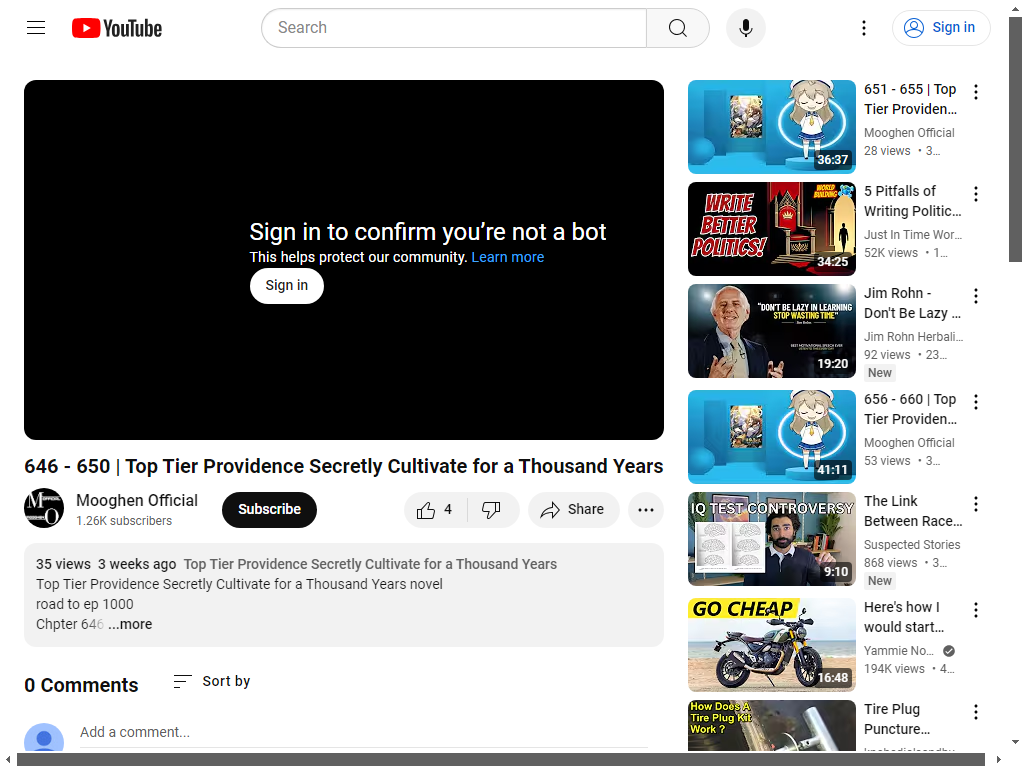 YouTube
Search
Sign in
Sign in to confirm you’re not a bot
This helps protect our community. Learn more
Sign in
646 - 650 | Top Tier Providence Secretly Cultivate for a Thousand Years
Mooghen Official
1.26K subscribers
Subscribe
4
Share
35 views 3 weeks ago Top Tier Providence Secretly Cultivate for a Thousand Years
Top Tier Providence Secretly Cultivate for a Thousand Years novel
road to ep 1000
Chpter 646 ...more
0 Comments
Sort by
Add a comment...
36:37
651 - 655 | Top
Tier Providen...
Mooghen Official
28 views • 3...
WORLD
BUILDING
WRITE
BETTER
POLITICS!
34:25
5 Pitfalls of
Writing Politic...
Just In Time Wor...
52K views • 1...
"DON'T BE LAZY IN LEARNING
STOP WASTING TIME"
19:20
Jim Rohn -
Don't Be Lazy ...
Jim Rohn Herbali...
92 views • 23...
New
41:11
656 - 660 | Top
Tier Providen...
Mooghen Official
53 views • 3...
IQ TEST CONTROVERSY
9:10
The Link
Between Race...
Suspected Stories
868 views • 3...
New
GO CHEAP
16:48
Here's how I
would start...
Yammie No...
194K views • 4...
How Does A
Tire Plug Kit
Work ?
Tire Plug
Puncture...